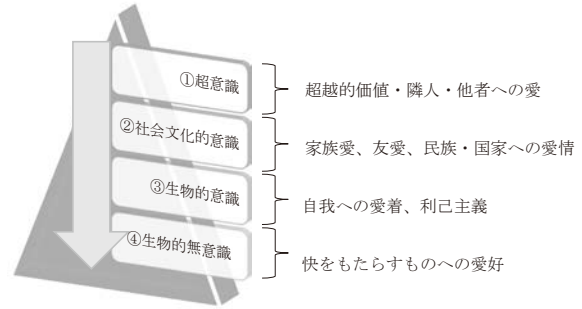 ①超意識
超越的価値・隣人・他者への愛
②社会文化的意識
家族愛、友愛、民族・国家への愛情
③生物的意識
自我への愛着、利己主義
④生物的無意識
快をもたらすものへの愛好